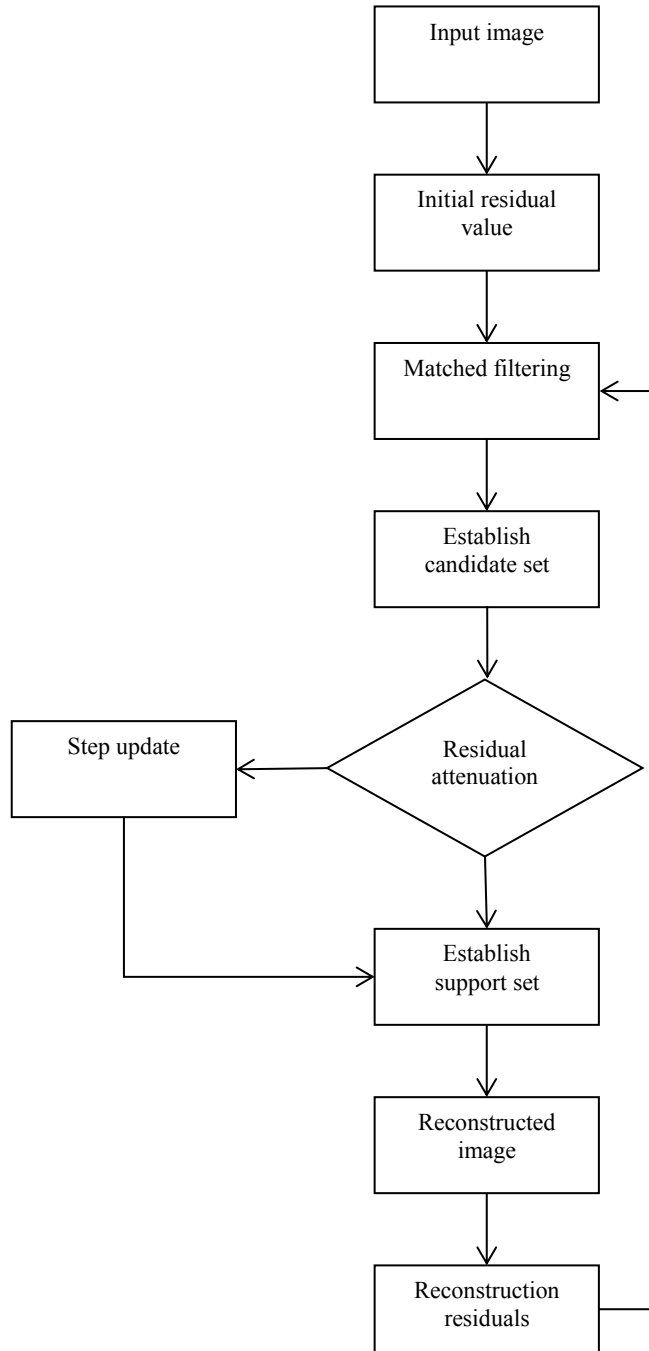 Input image
Initial residual
value
Matched filtering
Establish
candidate set
Step update
Residual
attenuation
Establish
support set
Reconstructed
image
Reconstruction
residuals